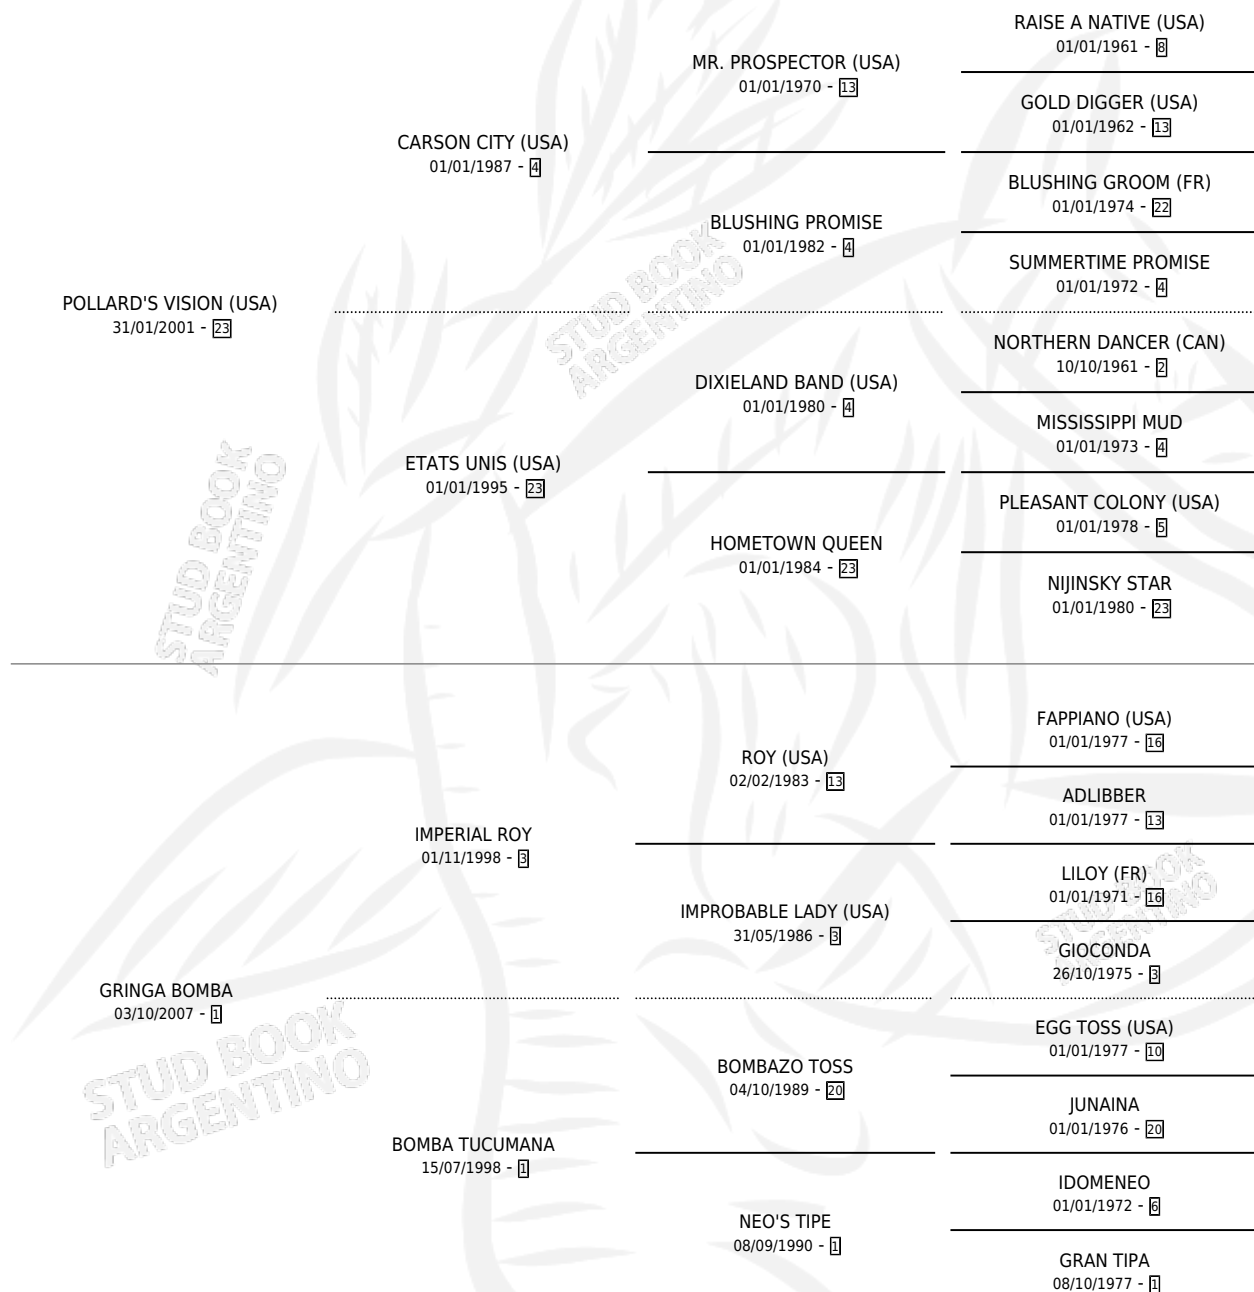 RAISE A NATIVE (USA)
01/01/1961 - 8
MR. PROSPECTOR (USA)
01/01/1970 - 13
GOLD DIGGER (USA)
01/01/1962 - 13
CARSON CITY (USA)
01/01/1987 - 4
BLUSHING GROOM (FR)
01/01/1974 - 22
BLUSHING PROMISE
01/01/1982 - 4
SUMMERTIME PROMISE
01/01/1972 - 4
POLLARD'S VISION (USA)
31/01/2001 - 23
STUD BOOK
ARGENTINO
NORTHERN DANCER (CAN)
10/10/1961 - 2
DIXIELAND BAND (USA)
01/01/1980 - 4
MISSISSIPPI MUD
01/01/1973 - 4
ETATS UNIS (USA)
01/01/1995 - 23
PLEASANT COLONY (USA)
01/01/1978 - 5
HOMETOWN QUEEN
01/01/1984 - 23
NIJINSKY STAR
01/01/1980 - 23
STUD BOOK
ARGENTINO
FAPPIANO (USA)
01/01/1977 - 16
ROY (USA)
02/02/1983 - 13
ADLIBBER
01/01/1977 - 13
IMPERIAL ROY
01/11/1998 - 3
LILOY (FR)
01/01/1971 - 16
IMPROBABLE LADY (USA)
31/05/1986 - 3
STUD BOOK
ARGENTINO
GIOCONDA
26/10/1975 - 3
GRINGA BOMBA
03/10/2007 - 1
EGG TOSS (USA)
01/01/1977 - 10
BOMBAZO TOSS
04/10/1989 - 20
STUD BOOK
ARGENTINO
JUNAINA
01/01/1976 - 20
BOMBA TUCUMANA
15/07/1998 - 1
IDOMENEO
01/01/1972 - 6
NEO'S TIPE
08/09/1990 - 1
GRAN TIPA
08/10/1977 - 1